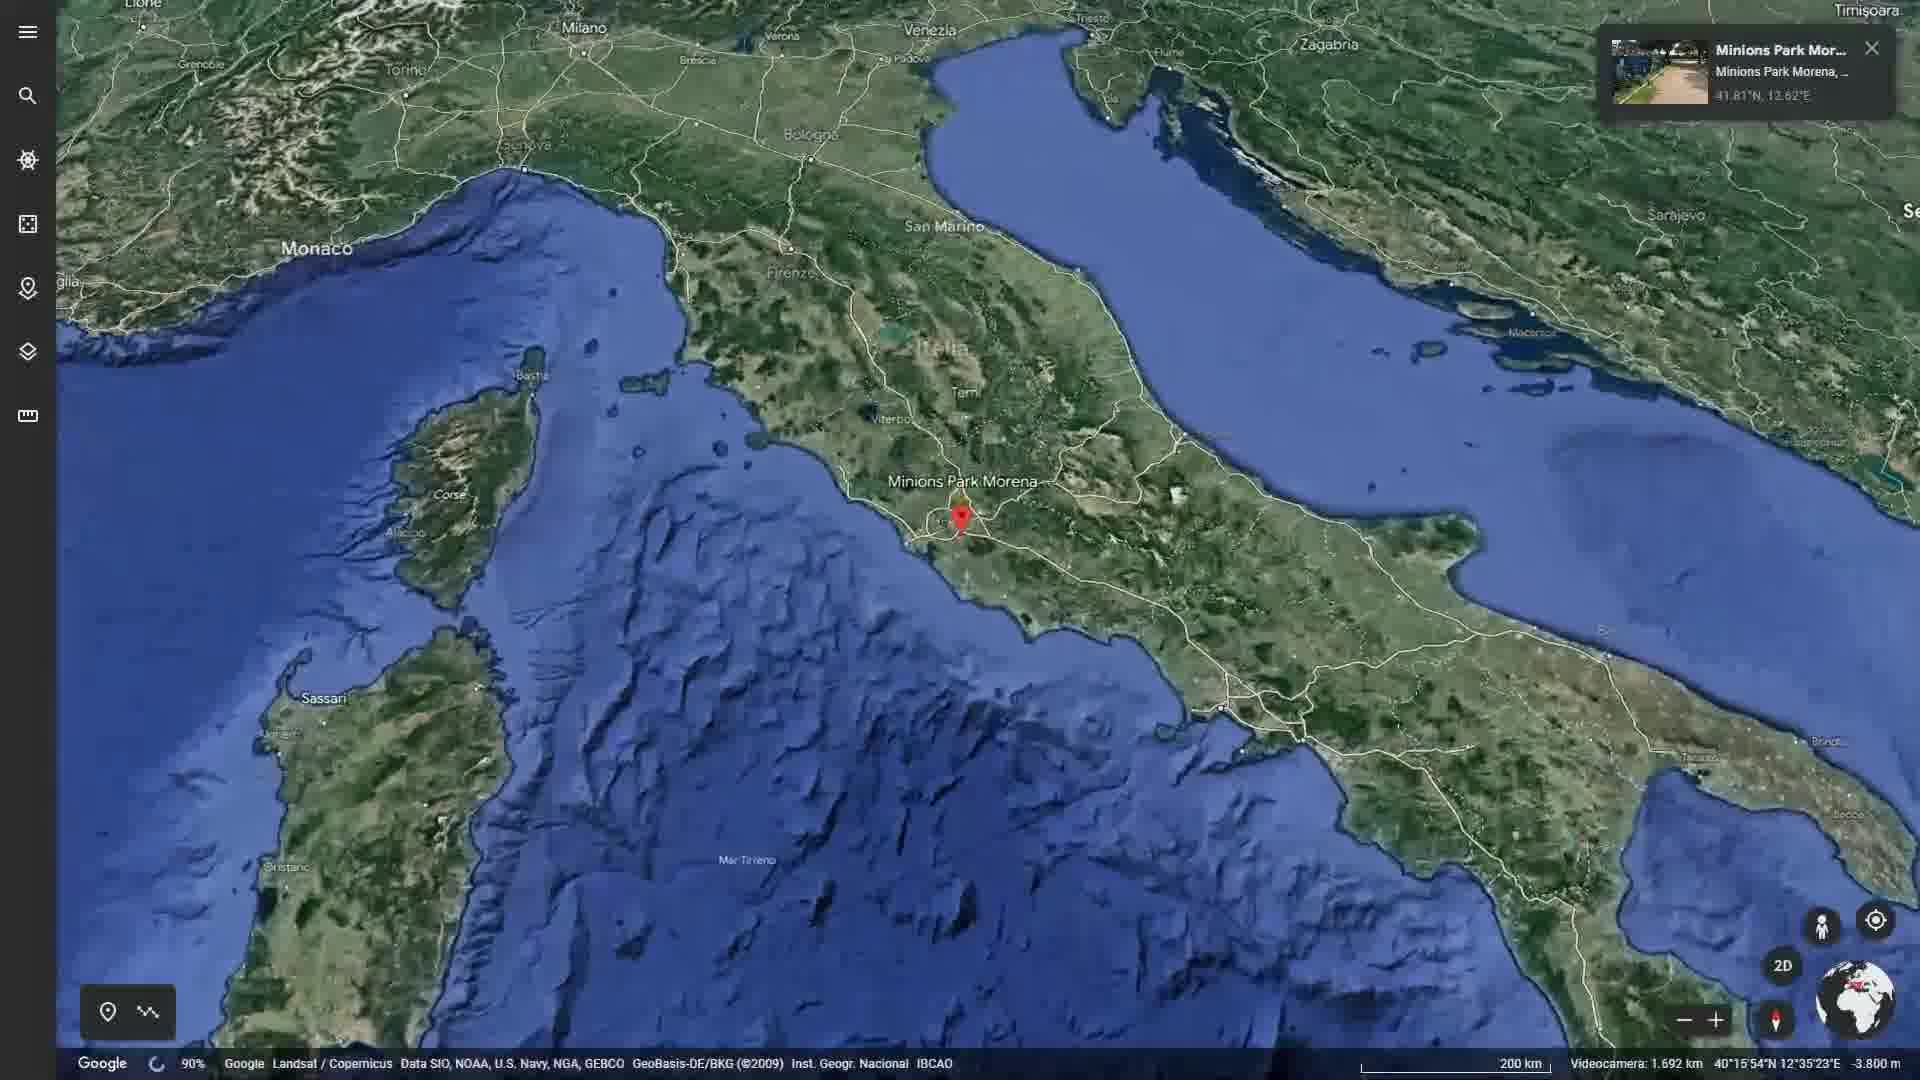 Lione
Milano
Verona
Venezia
Trieste
Timișoara
Grenoble
Brescia
Padova
Fiume
Zagabria
Torino
Minions Park Mor...
Minions Park Morena, ...
41.81°N, 12.62°E
Bologna
Genova
San Marino
Sarajevo
Se
Monaco
Firenze
glia
Macarsca
Italia
Bastia
Terni
Viterbo
Minions Park Morena
Corse
Ajaccio
Sassari
Alghero
Brindisi
Taranto
Lecce
Mar Tirreno
Oristano
2D
Google
90%
Google Landsat / Copernicus Data SIO, NOAA, U.S. Navy, NGA, GEBCO GeoBasis-DE/BKG (©2009) Inst. Geogr. Nacional IBCAO
200 km
Videocamera: 1.692 km 40°15'54"N 12°35'23"E -3.800 m